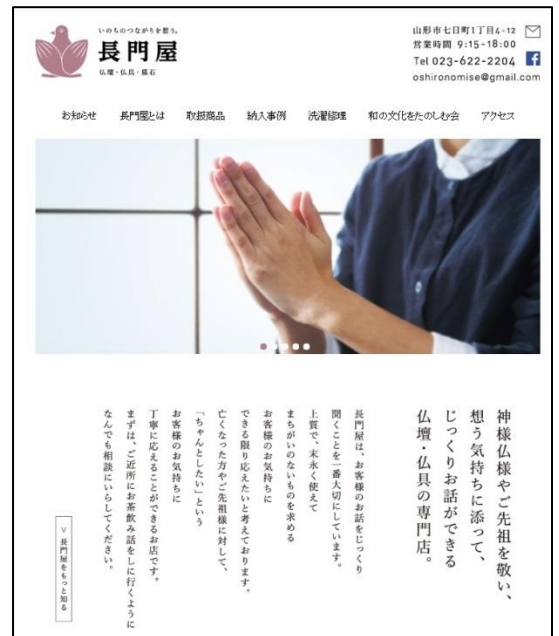 いのちのつながりを想う。
長門屋
仏壇・仏具・墓石
山形市七日町1丁目4-12
営業時間 9:15-18:00
Tel 023-622-2204
oshironomise@gmail.com
お知らせ 長門屋とは 取扱商品 納入事例 洗濯修理 和の文化をたのしむ会 アクセス
神様仏様やご先祖を敬い、
想う気持ちに添って、
じっくりお話ができる
仏壇・仏具の専門店。
長門屋は、お客様のお話をじっくり
聞くことを一番大切にしています。
上質で、末永く使えて
まちがいのないものを求める
お客様のお気持ちに
できる限り応えたいと考えております。
亡くなった方やご先祖様に対して、
「ちゃんとしたい」という
お客様のお気持ちに
丁寧に応えることができるお店です。
まずは、ご近所にお茶飲み話をしに行くように
なんでも相談にいらしてください。
∨ 長門屋をもっと知る